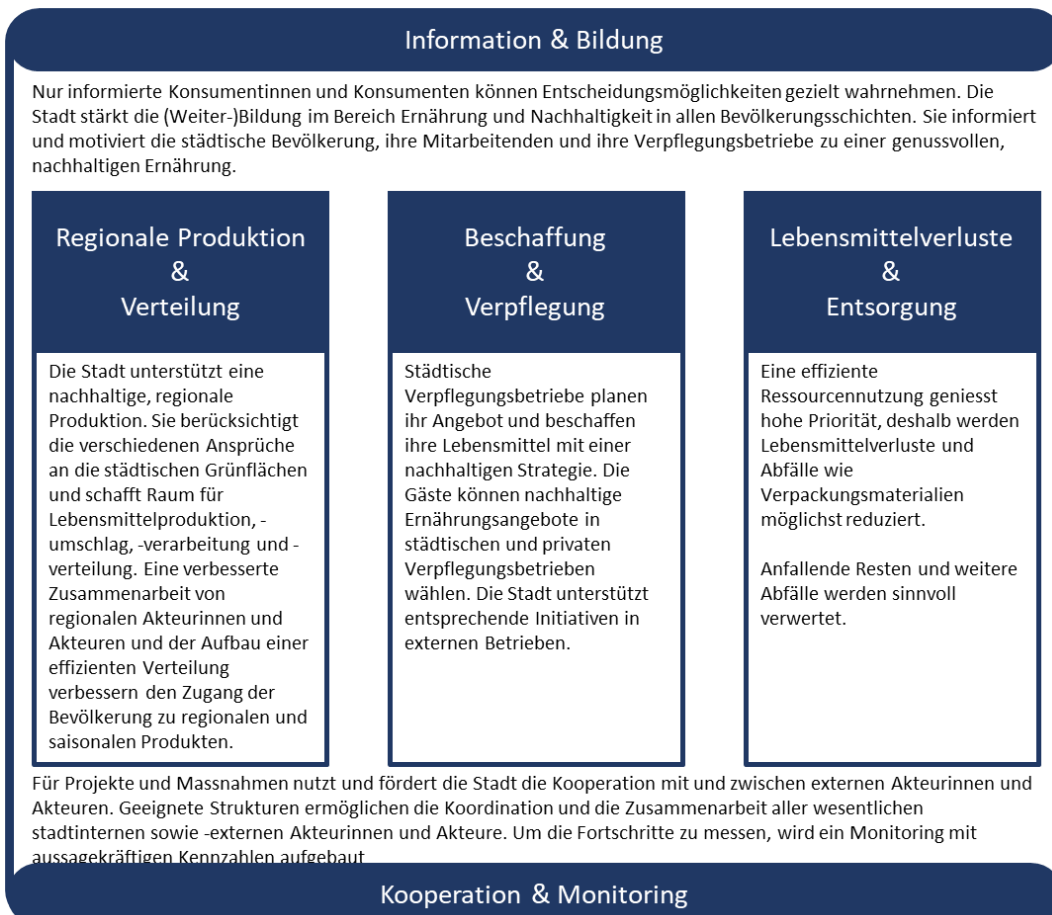 Information & Bildung
Nur informierte Konsumentinnen und Konsumenten können Entscheidungsmöglichkeiten gezielt wahrnehmen. Die
Stadt stärkt die (Weiter-)Bildung im Bereich Ernährung und Nachhaltigkeit in allen Bevölkerungsschichten. Sie informiert
und motiviert die städtische Bevölkerung, ihre Mitarbeitenden und ihre Verpflegungsbetriebe zu einer genussvollen,
nachhaltigen Ernährung.
Regionale Produktion
&
Verteilung
Die Stadt unterstützt eine
nachhaltige, regionale
Produktion. Sie berücksichtigt
die verschiedenen Ansprüche
an die städtischen Grünflächen
und schafft Raum für
Lebensmittelproduktion, -
umschlag, -verarbeitung und -
verteilung. Eine verbesserte
Zusammenarbeit von
regionalen Akteurinnen und
Akteuren und der Aufbau einer
effizienten Verteilung
verbessern den Zugang der
Bevölkerung zu regionalen und
saisonalen Produkten.
Beschaffung
&
Verpflegung
Städtische
Verpflegungsbetriebe planen
ihr Angebot und beschaffen
ihre Lebensmittel mit einer
nachhaltigen Strategie. Die
Gäste können nachhaltige
Ernährungsangebote in
städtischen und privaten
Verpflegungsbetrieben
wählen. Die Stadt unterstützt
entsprechende Initiativen in
externen Betrieben.
Lebensmittelverluste
&
Entsorgung
Eine effiziente
Ressourcennutzung geniesst
hohe Priorität, deshalb werden
Lebensmittelverluste und
Abfälle wie
Verpackungsmaterialien
möglichst reduziert.
Anfallende Resten und weitere
Abfälle werden sinnvoll
verwertet.
Für Projekte und Massnahmen nutzt und fördert die Stadt die Kooperation mit und zwischen externen Akteurinnen und
Akteuren. Geeignete Strukturen ermöglichen die Koordination und die Zusammenarbeit aller wesentlichen
stadtinternen sowie -externen Akteurinnen und Akteure. Um die Fortschritte zu messen, wird ein Monitoring mit
aussagekräftigen Kennzahlen aufgebaut
Kooperation & Monitoring